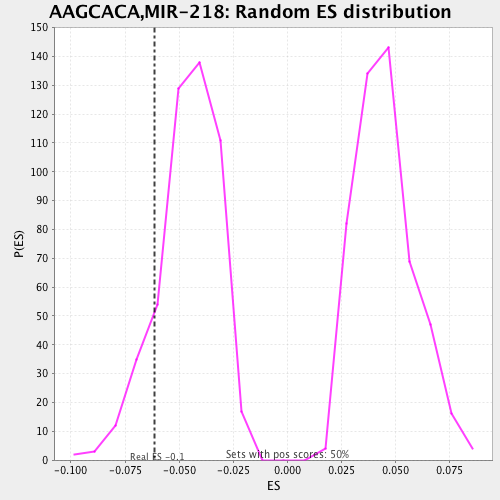 AAGCACA,MIR-218: Random ES distribution
150
140
130
120
110
100
90
80
70
60
50
40
30
20
10
0
P(ES)
Real ES -0.1
Sets with pos scores: 50%
-0.100 -0.075 -0.050 -0.025 0.000 0.025 0.050 0.075
ES